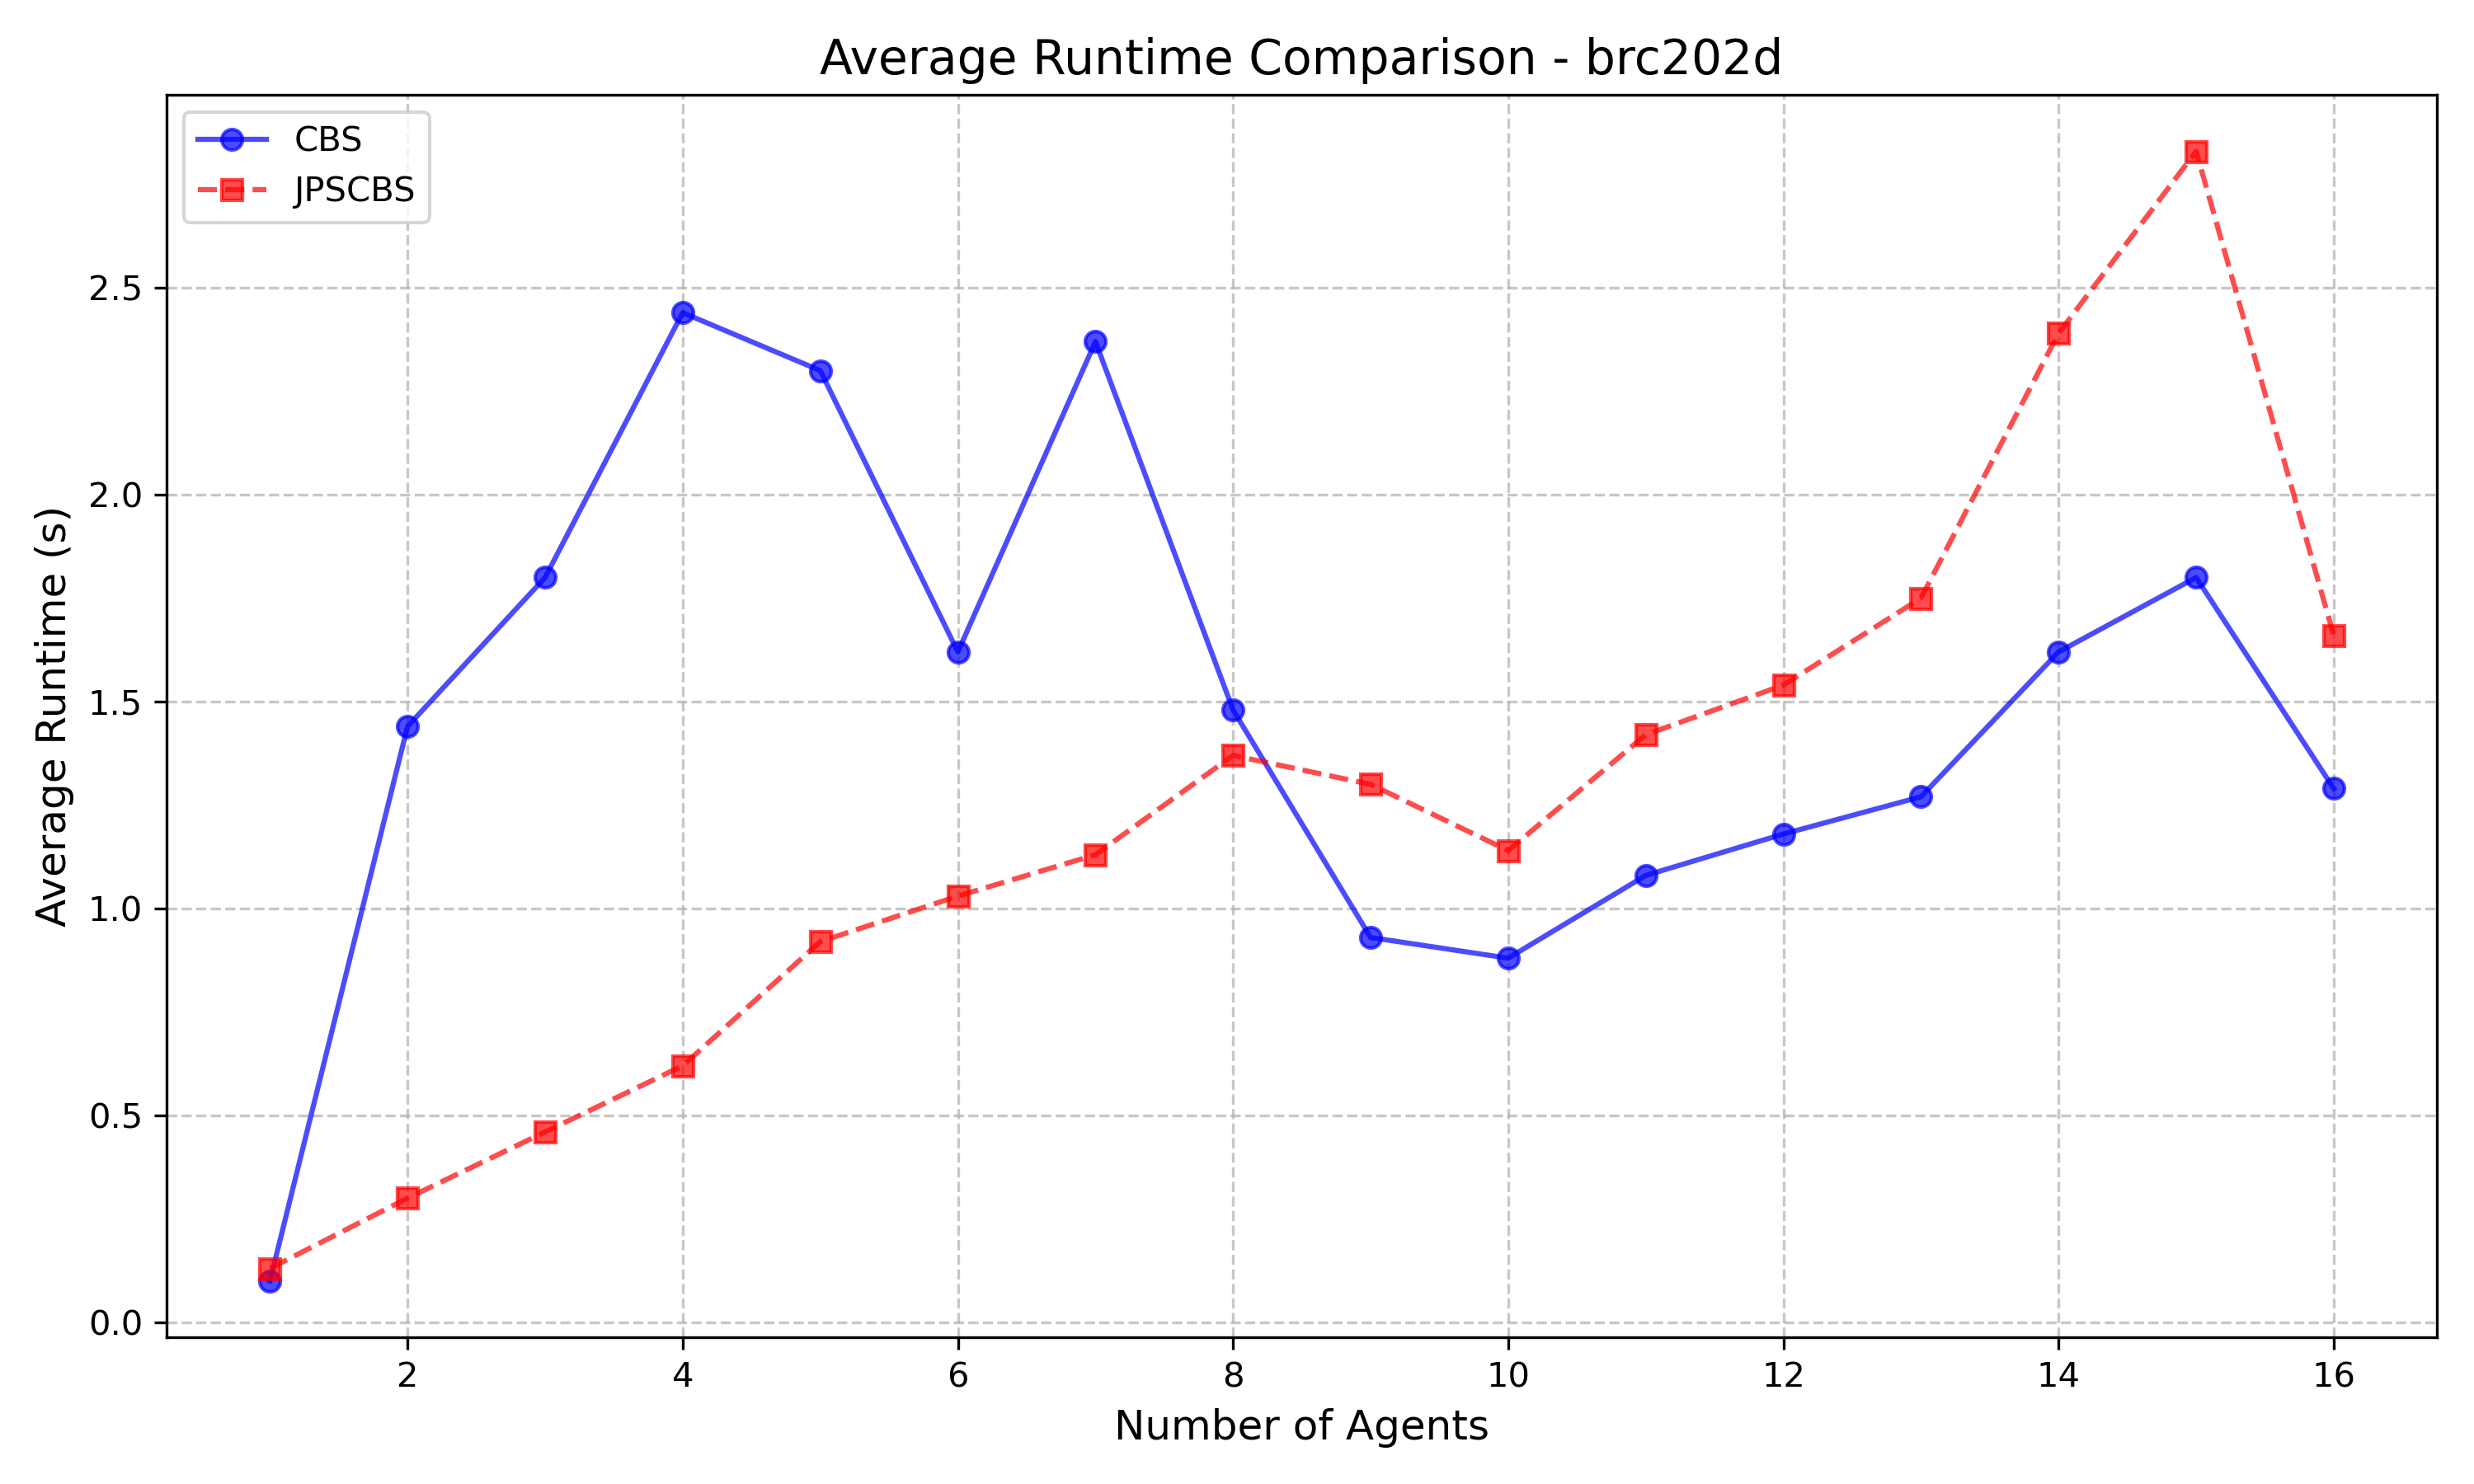 Average Runtime Comparison - brc202d
CBS
JPSCBS
Average Runtime (s)
2.5
2.0
1.5
1.0
0.5
0.0
2 4 6 8 10 12 14 16
Number of Agents